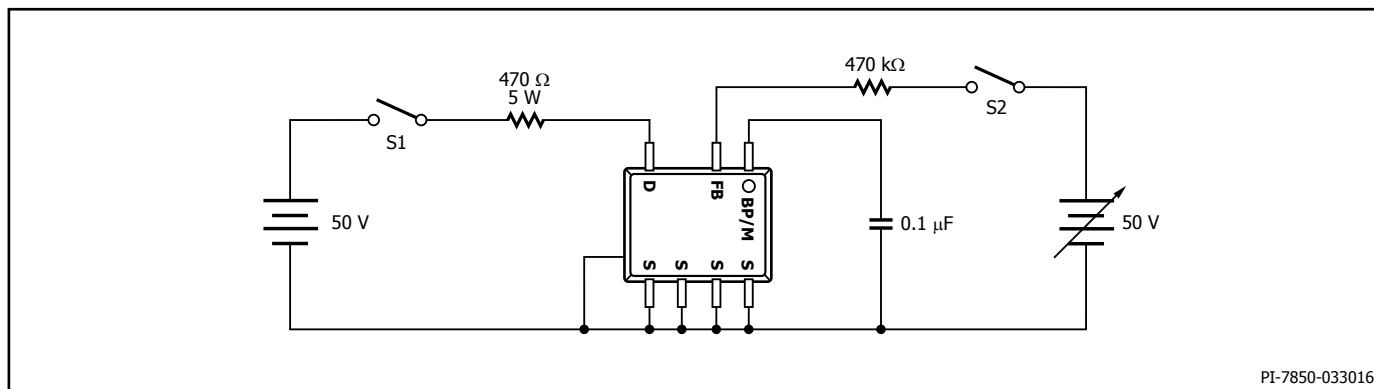 470 Ω
5 W
S1
50 V
470 kΩ
S2
50 V
D
FB
BP/M
S
S
S
S
0.1 µF
PI-7850-033016